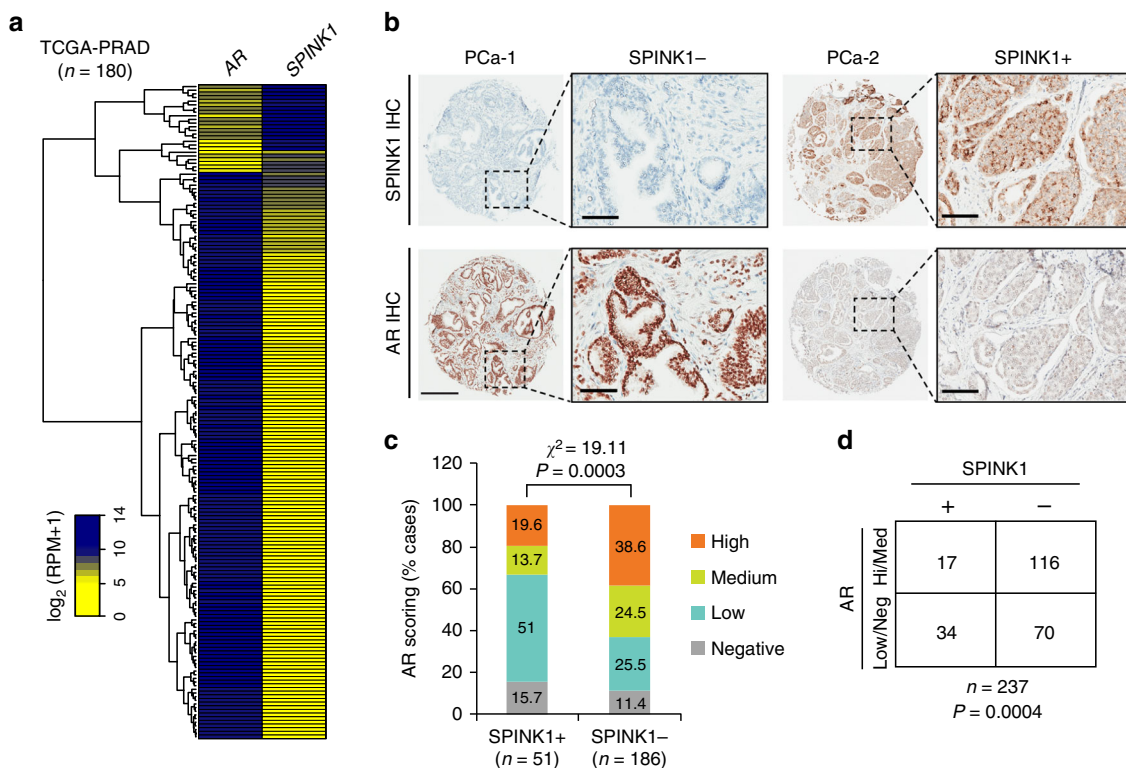 a
TCGA-PRAD
(n = 180)
AR
SPINK1
log2 (RPM+1)
14
10
5
0
b
PCa-1
SPINK1–
PCa-2
SPINK1+
SPINK1 IHC
AR IHC
c
χ2 = 19.11
P = 0.0003
AR scoring (% cases)
120
100
80
60
40
20
0
19.6
13.7
51
15.7
38.6
24.5
25.5
11.4
SPINK1+
(n = 51)
SPINK1–
(n = 186)
High
Medium
Low
Negative
d
SPINK1
+
–
AR
Hi/Med
17
116
Low/Neg
34
70
n = 237
P = 0.0004